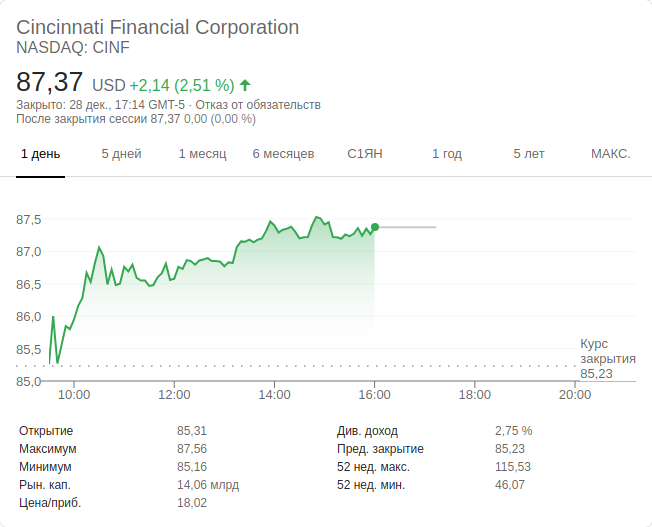 Cincinnati Financial Corporation
NASDAQ: CINF
87,37 USD +2,14 (2,51 %)
Закрыто: 28 дек., 17:14 GMT-5 · Отказ от обязательств
После закрытия сессии 87,37 0,00 (0,00 %)
1 день 5 дней 1 месяц 6 месяцев С1ЯН 1 год 5 лет МАКС.
87,5
87,0
86,5
86,0
85,5
85,0
Курс
закрытия
85,23
10:00 12:00 14:00 16:00 18:00 20:00
Открытие 85,31 Див. доход 2,75 %
Максимум 87,56 Пред. закрытие 85,23
Минимум 85,16 52 нед. макс. 115,53
Рын. кап. 14,06 млрд 52 нед. мин. 46,07
Цена/приб. 18,02